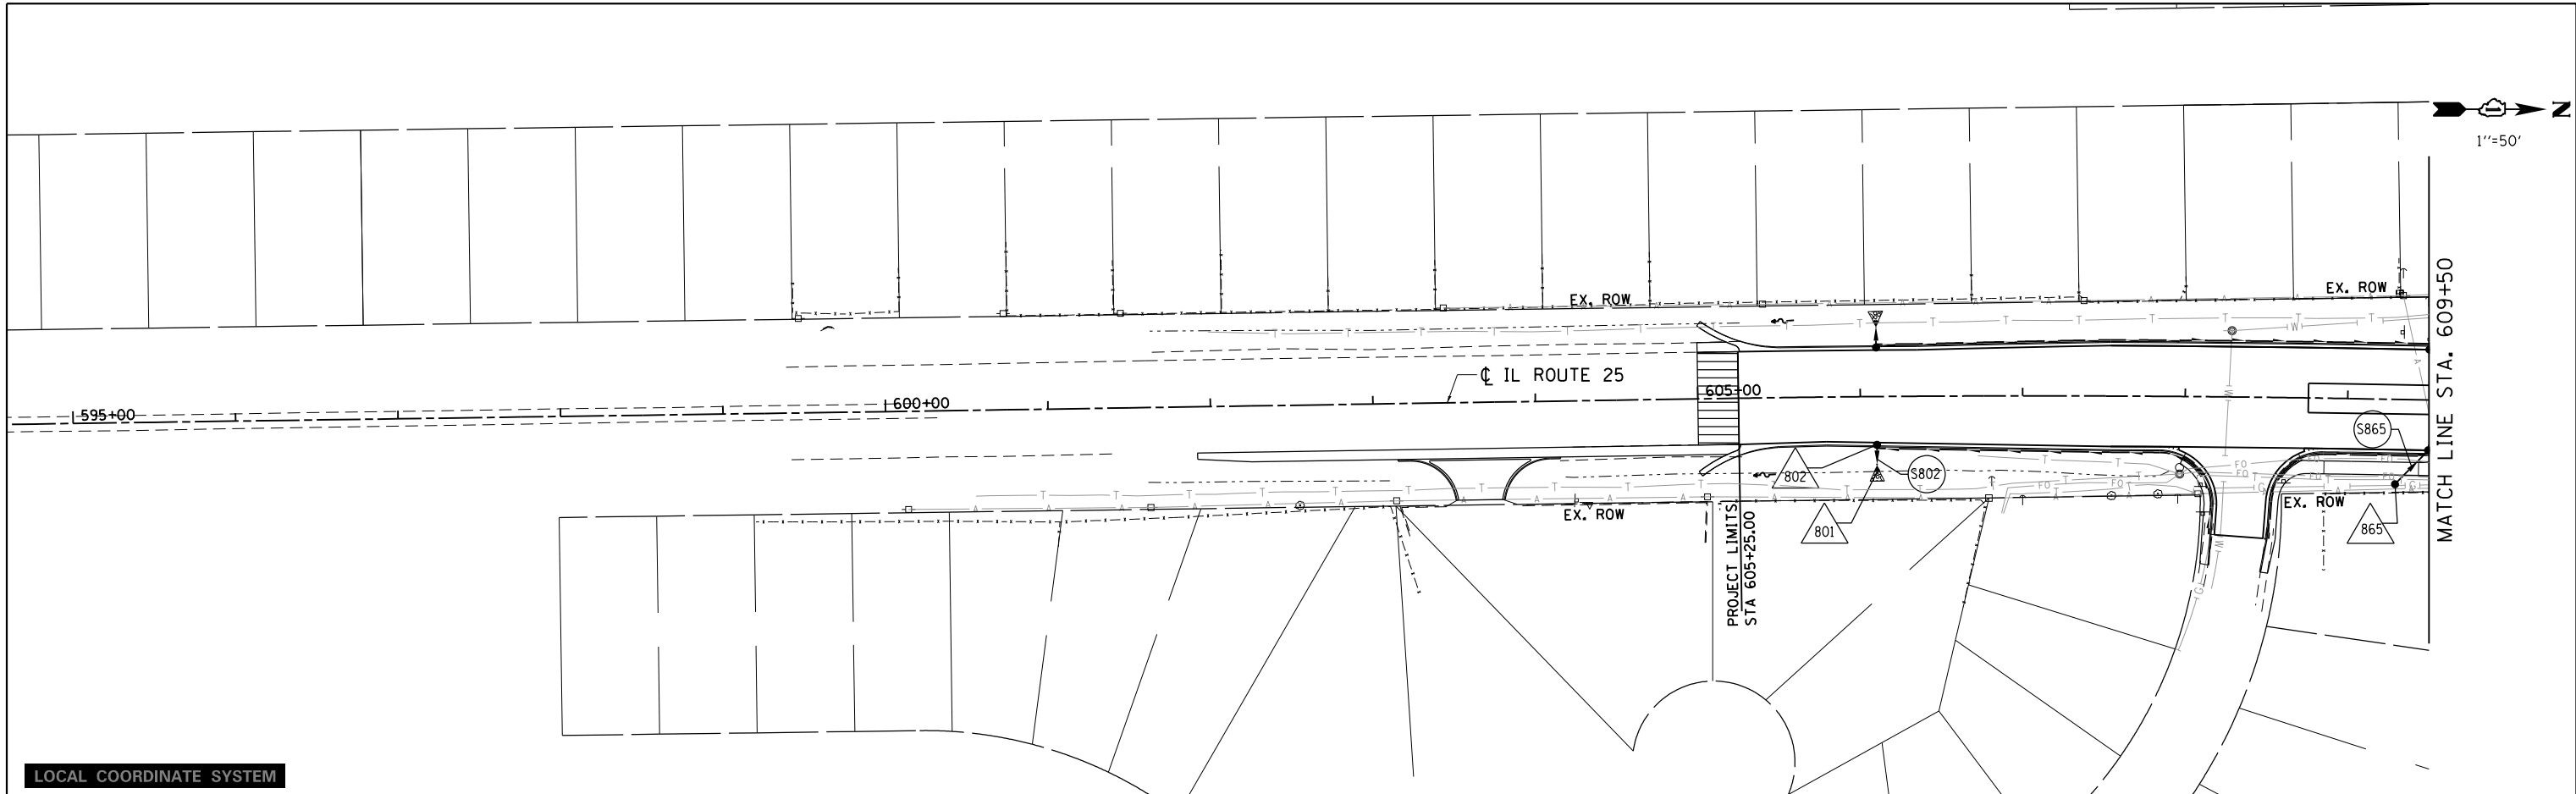 N
1"=50'
EX. ROW
EX. ROW
MATCH LINE STA. 609+50
℄ IL ROUTE 25
595+00
600+00
605+00
S865
802
S802
EX. ROW
EX. ROW
801
865
PROJECT LIMITS
STA 605+25.00
LOCAL COORDINATE SYSTEM